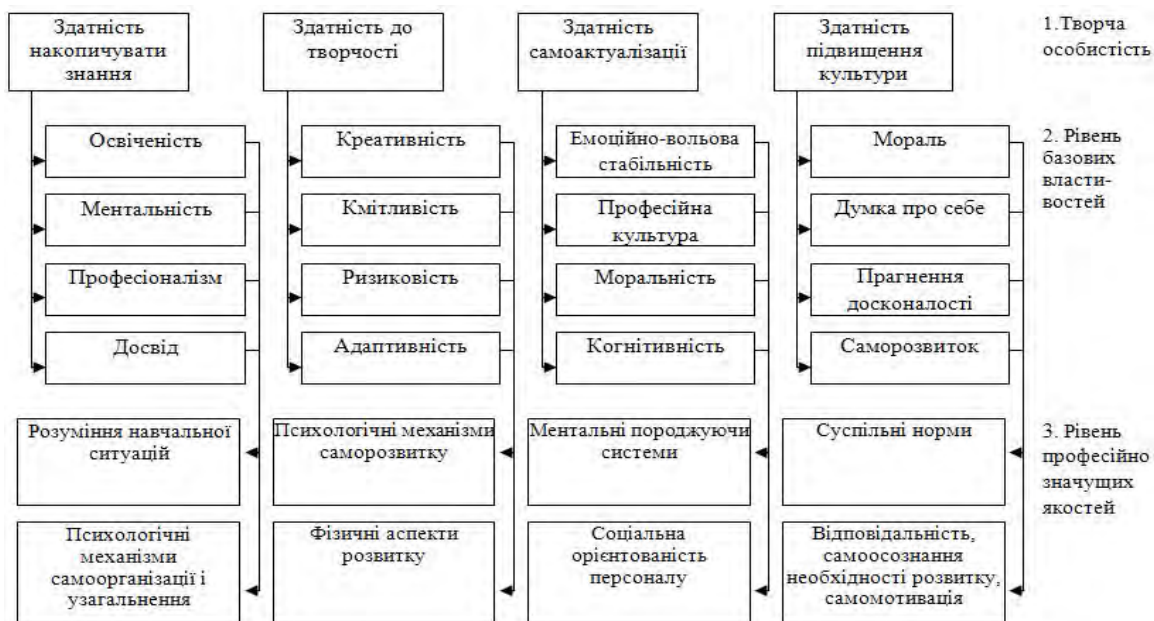 Здатність
накопичувати
знання
Здатність до
творчості
Здатність
самоактуалізації
Здатність
підвищення
культури
1.Творча
особистість
Освіченість
Креативність
Емоційно-вольова
стабільність
Мораль
2. Рівень
базових
власти-
востей
Ментальність
Кмітливість
Професійна
культура
Думка про себе
Професіоналізм
Ризиковість
Моральність
Прагнення
досконалості
Досвід
Адаптивність
Когнітивність
Саморозвиток
Розуміння навчальної
ситуацій
Психологічні механізми
саморозвитку
Ментальні породжуючи
системи
Суспільні норми
3. Рівень
професійно
значущих
якостей
Психологічні
механізми
самоорганізації і
узагальнення
Фізичні аспекти
розвитку
Соціальна
орієнтованість
персоналу
Відповідальність,
самоосознання
необхідності розвитку,
самомотивація